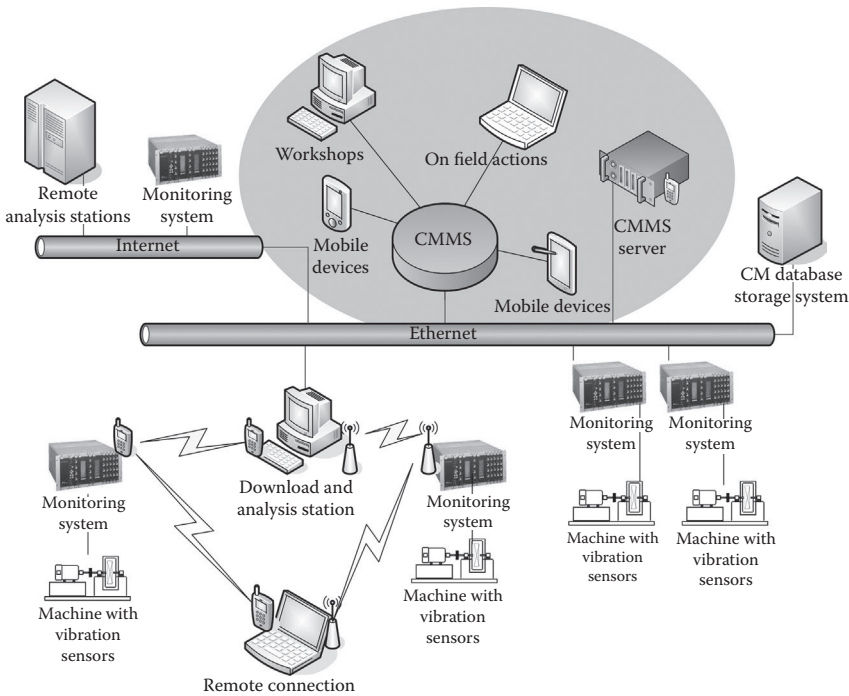 Workshops
On field actions
Remote
analysis stations
Monitoring
system
Internet
Mobile
devices
CMMS
CMMS
server
Mobile devices
CM database
storage system
Ethernet
Monitoring
system
Monitoring
system
Download and
analysis station
Monitoring
system
Monitoring
system
Machine with
vibration
sensors
Machine with
vibration
sensors
Machine with
vibration
sensors
Machine with
vibration
sensors
Remote connection